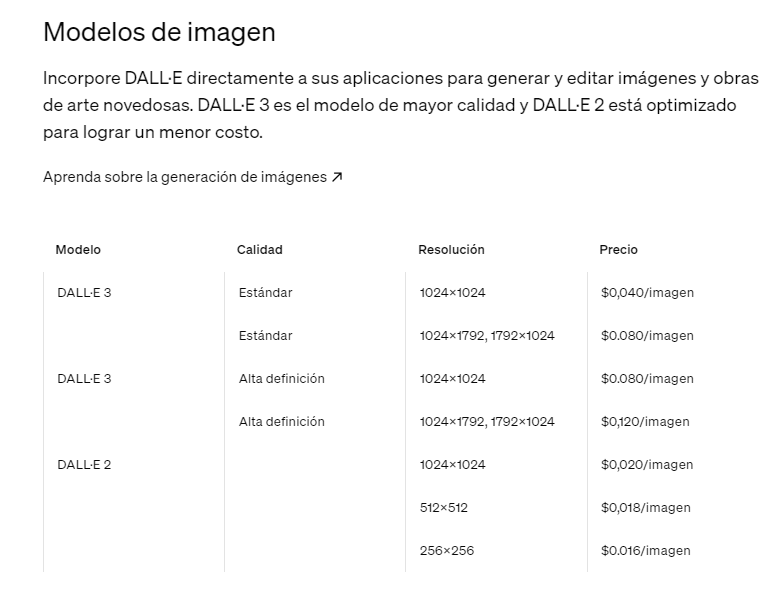 Modelos de imagen
Incorpore DALL·E directamente a sus aplicaciones para generar y editar imágenes y obras
de arte novedosas. DALL·E 3 es el modelo de mayor calidad y DALL·E 2 está optimizado
para lograr un menor costo.
Aprenda sobre la generación de imágenes ↗
Modelo Calidad Resolución Precio
DALL·E 3 Estándar 1024×1024 $0,040/imagen
Estándar 1024×1792, 1792×1024 $0.080/imagen
DALL·E 3 Alta definición 1024×1024 $0.080/imagen
Alta definición 1024×1792, 1792×1024 $0,120/imagen
DALL·E 2 1024×1024 $0,020/imagen
512×512 $0,018/imagen
256×256 $0.016/imagen